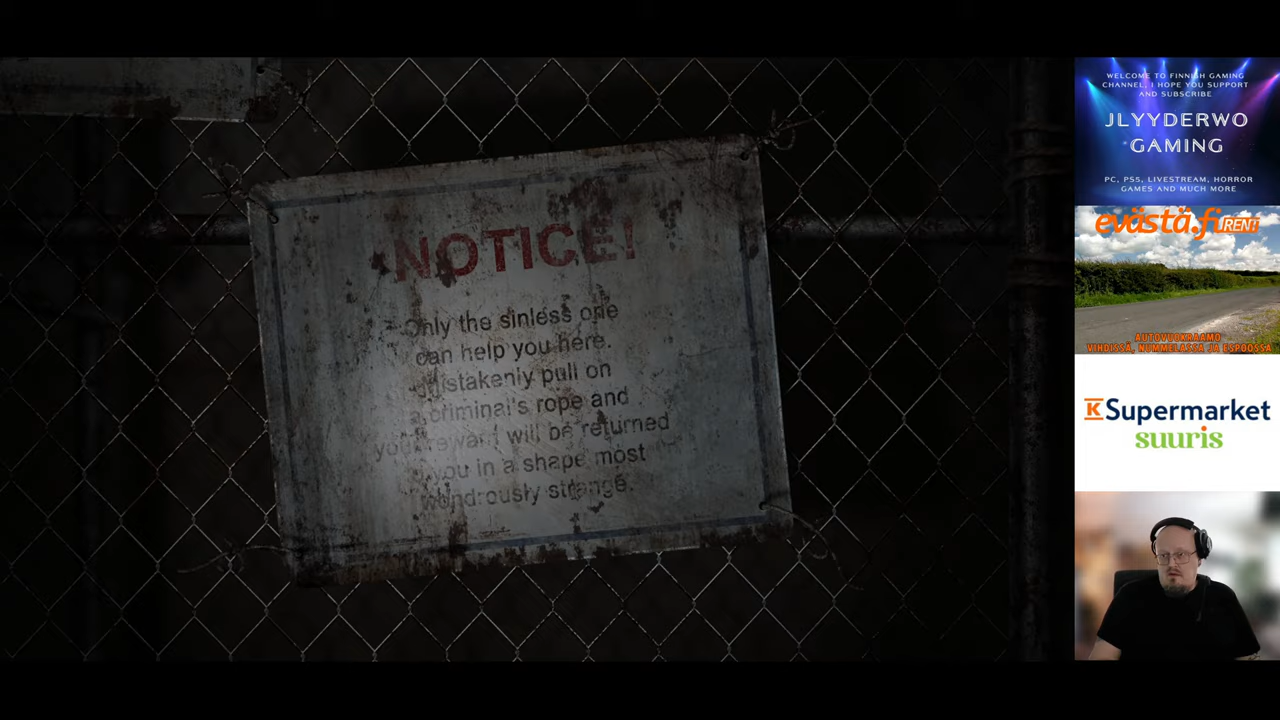 NOTICE!
Only the sinless one
can help you here.
Mistakenly pull on
a criminal's rope and
your reward will be returned
you in a shape most
wondrously strange.
WELCOME TO FINNISH GAMING
CHANNEL, I HOPE YOU SUPPORT
AND SUBSCRIBE
JLYYDERWO
GAMING
PC, PS5, LIVESTREAM, HORROR
GAMES AND MUCH MORE
evästä.fi RENT
AUTOVUOKRAAMO
VIHDISSÄ, NUMMELASSA JA ESPOOSSA
K Supermarket
suuris